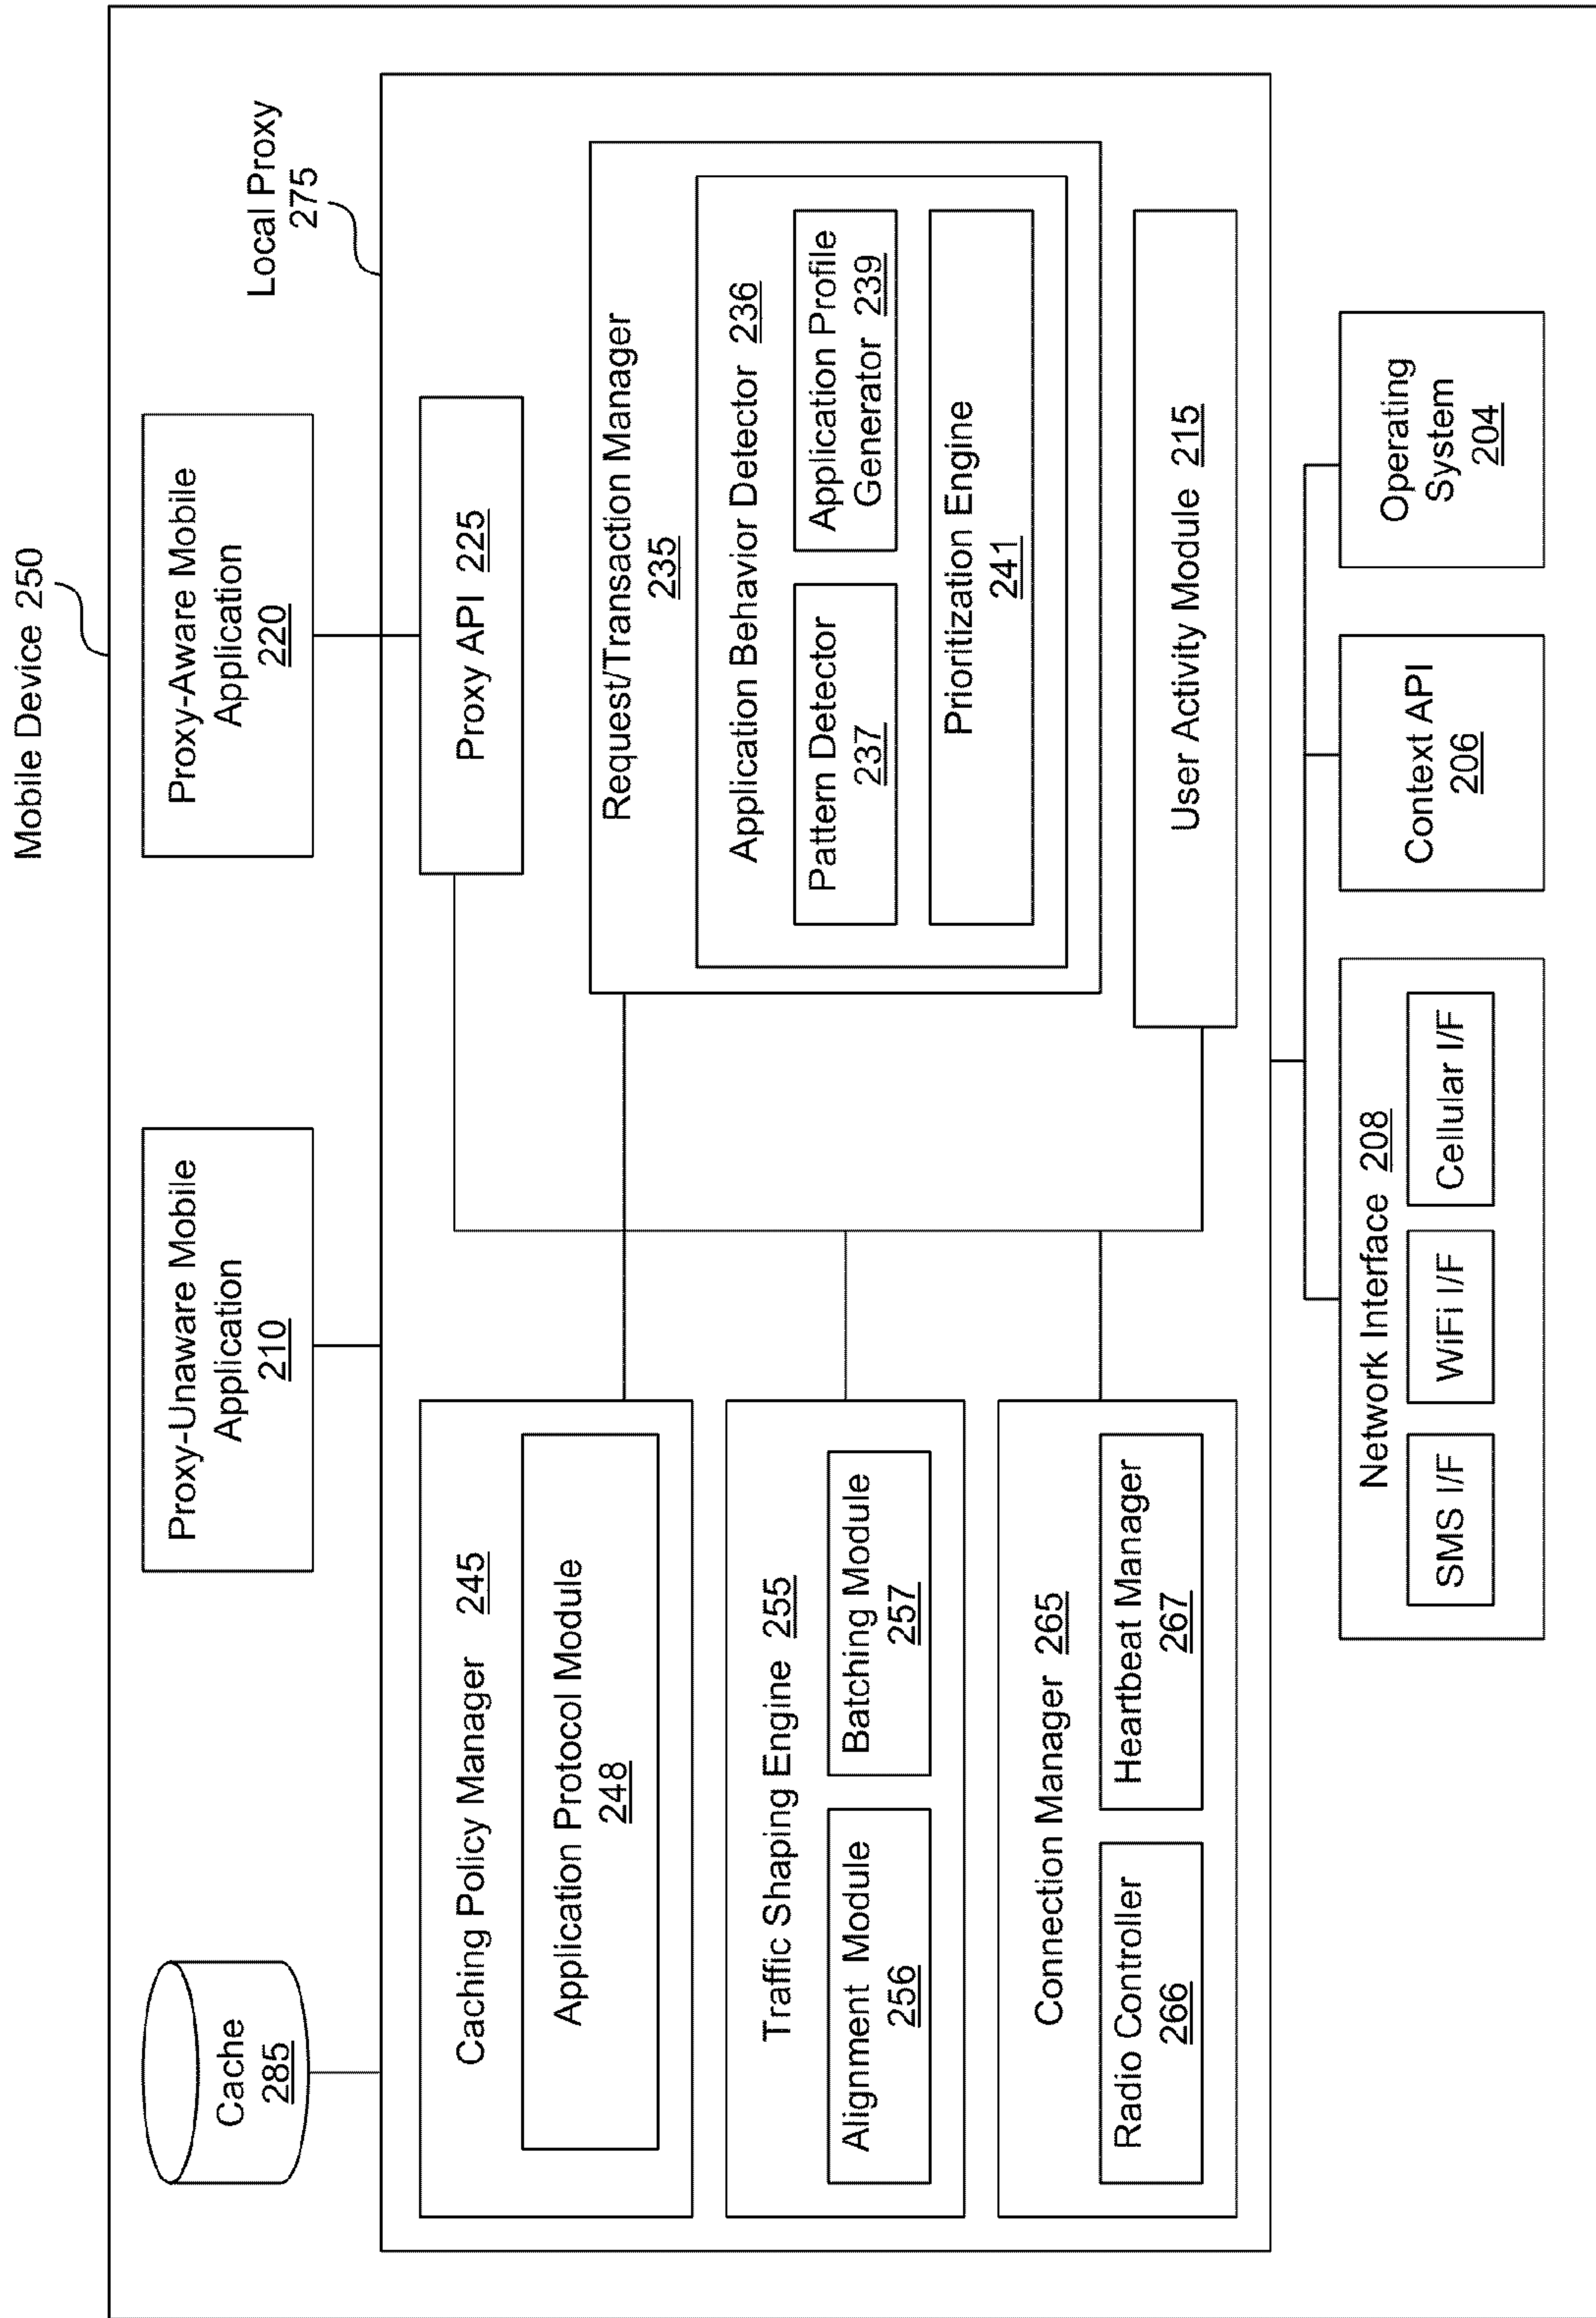 Mobile Device 250
Local Proxy
275
Cache
285
Proxy-Unaware Mobile
Application
210
Proxy-Aware Mobile
Application
220
Caching Policy Manager 245
Application Protocol Module
248
Traffic Shaping Engine 255
Alignment Module
256
Batching Module
257
Connection Manager 265
Radio Controller
266
Heartbeat Manager
267
Proxy API 225
Request/Transaction Manager
235
Application Behavior Detector 236
Pattern Detector
237
Application Profile
Generator 239
Prioritization Engine
241
User Activity Module 215
Network Interface 208
SMS I/F
WiFi I/F
Cellular I/F
Context API
206
Operating
System
204